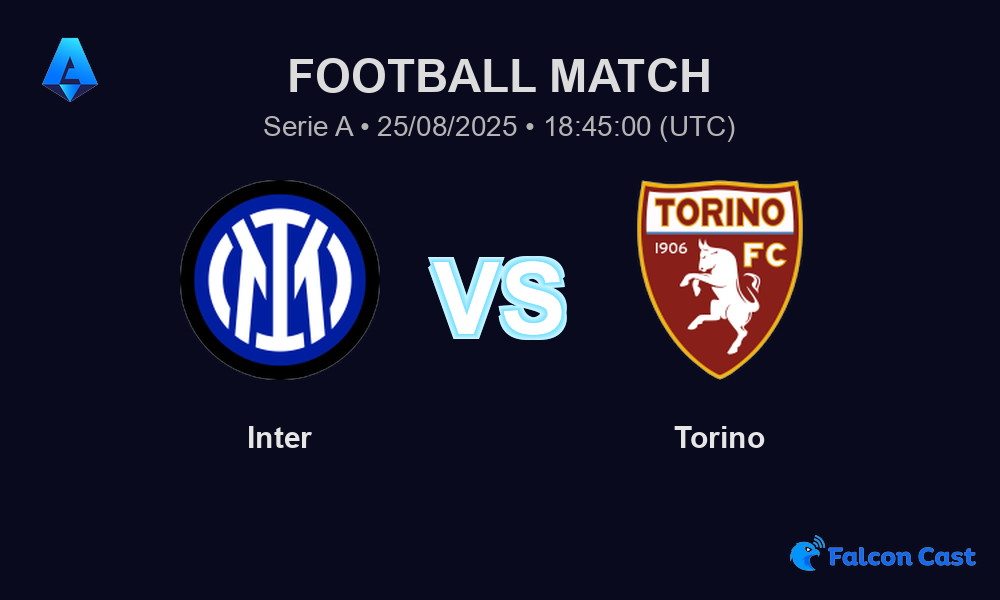 FOOTBALL MATCH
Serie A • 25/08/2025 • 18:45:00 (UTC)
TORINO
1906
FC
VS
Inter
Torino
Falcon Cast